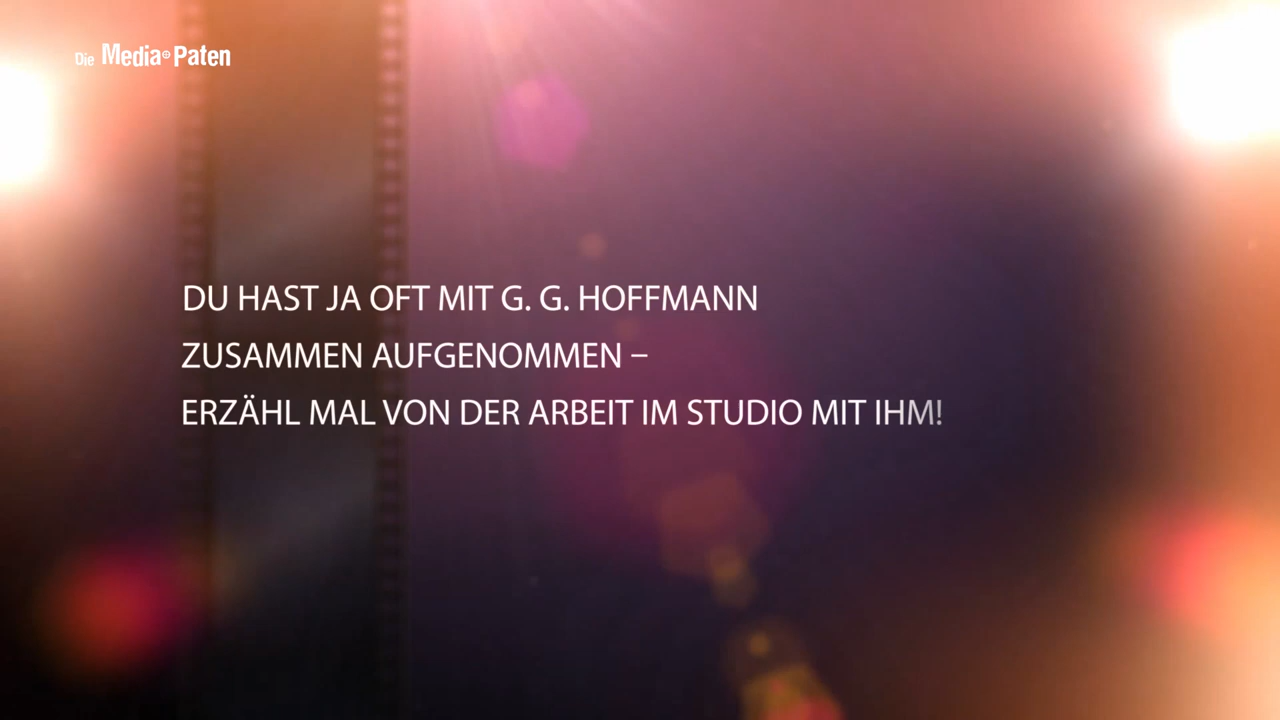 Die Media Paten
DU HAST JA OFT MIT G. G. HOFFMANN
ZUSAMMEN AUFGENOMMEN –
ERZÄHL MAL VON DER ARBEIT IM STUDIO MIT IHM!